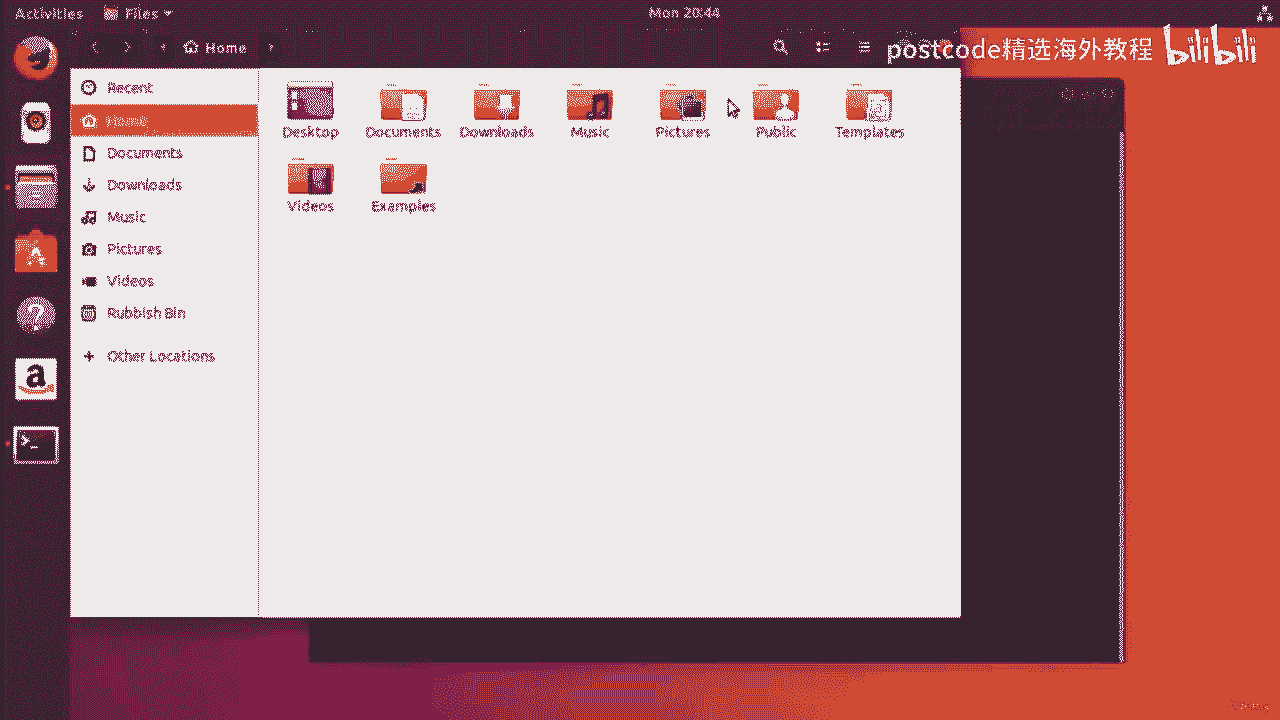 Activities Files Mon 20:44
Home
postcode精选海外教程 bilibili
Recent
Home
Documents
Downloads
Music
Pictures
Videos
Rubbish Bin
Other Locations
Desktop Documents Downloads Music Pictures Public Templates
Videos Examples